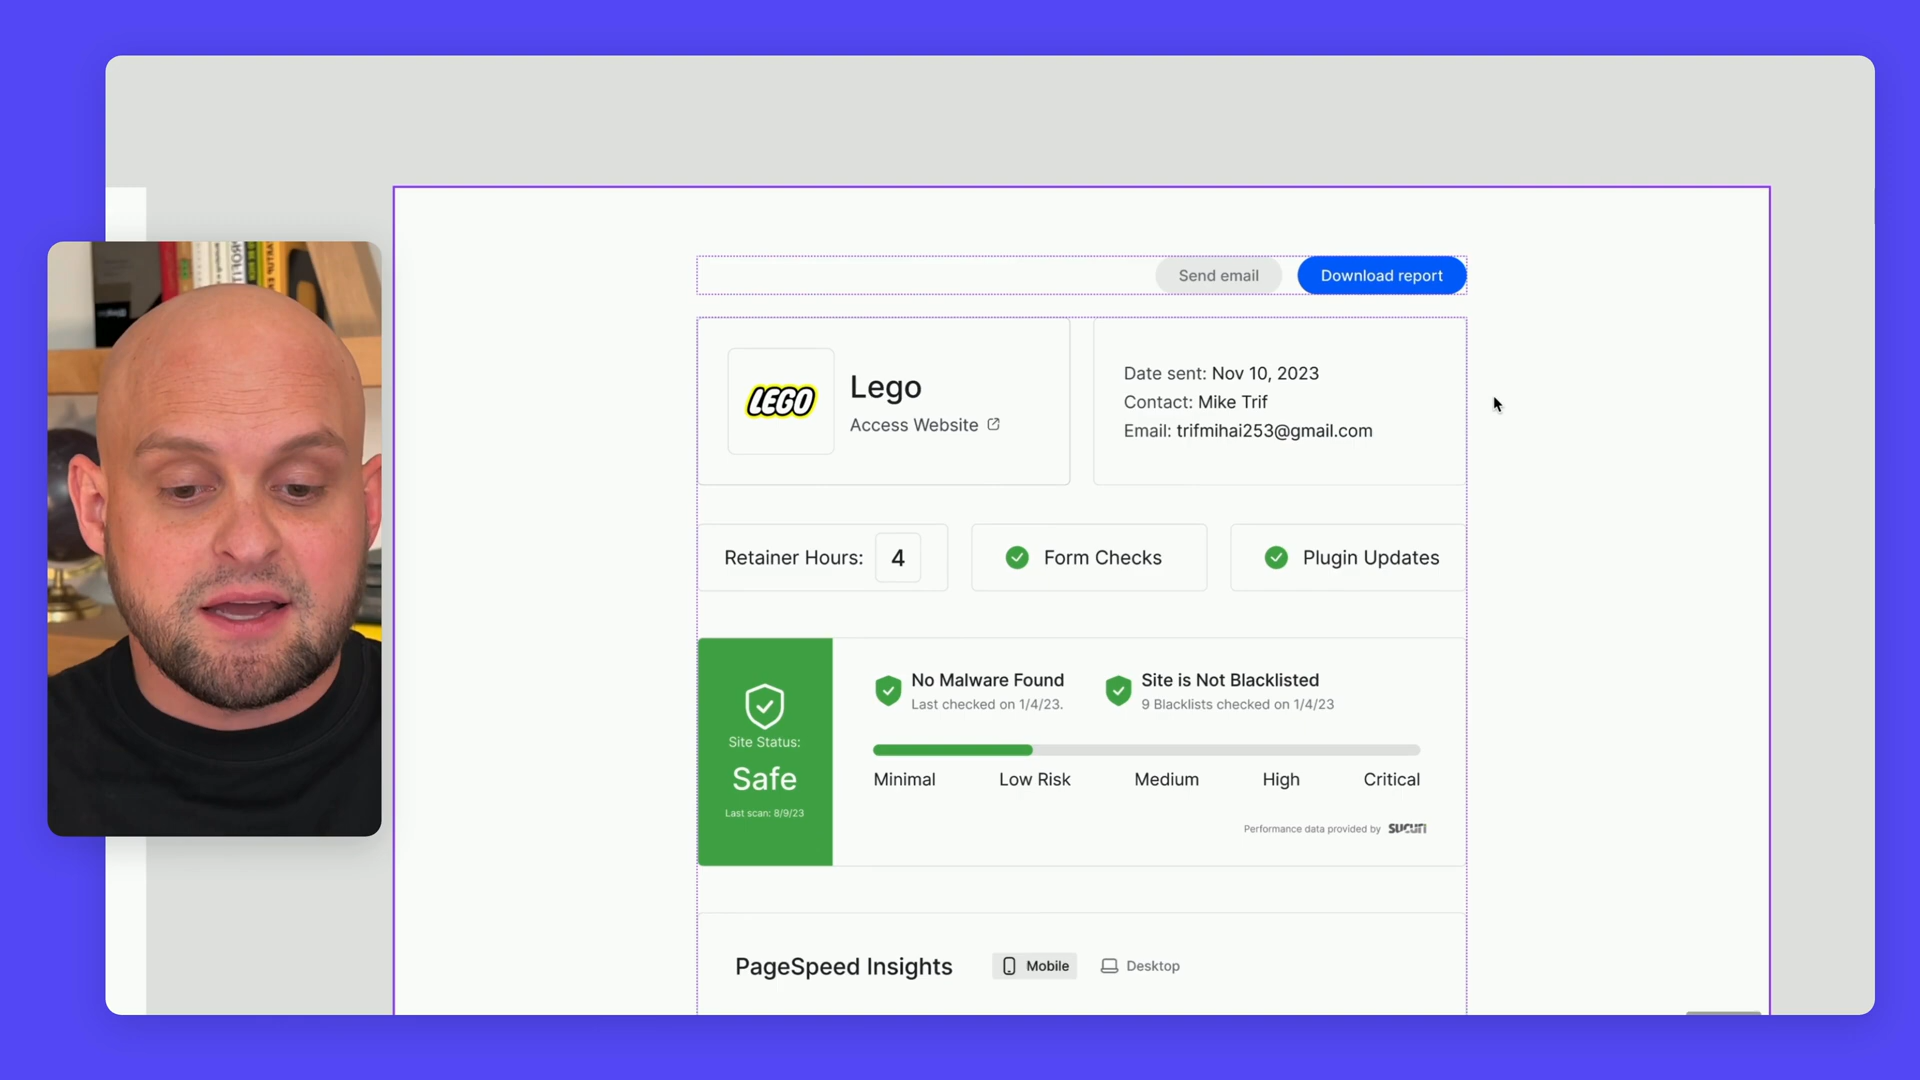 Send email
Download report
LEGO
Lego
Access Website
Date sent: Nov 10, 2023
Contact: Mike Trif
Email: trifmihai253@gmail.com
Retainer Hours: 4
Form Checks
Plugin Updates
Site Status:
Safe
Last scan: 8/9/23
No Malware Found
Last checked on 1/4/23.
Site is Not Blacklisted
9 Blacklists checked on 1/4/23
Minimal
Low Risk
Medium
High
Critical
Performance data provided by SUCURI
PageSpeed Insights
Mobile
Desktop